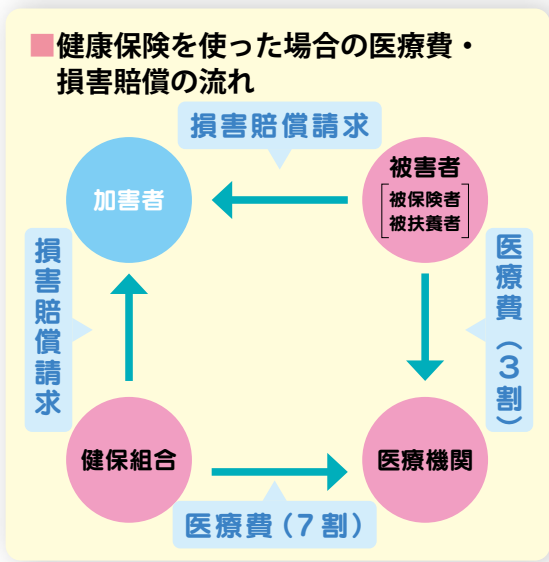 ■健康保険を使った場合の医療費・
損害賠償の流れ
損害賠償請求
加害者
被害者
被保険者
被扶養者
損害賠償請求
医療費（３割）
健保組合
医療機関
医療費（７割）